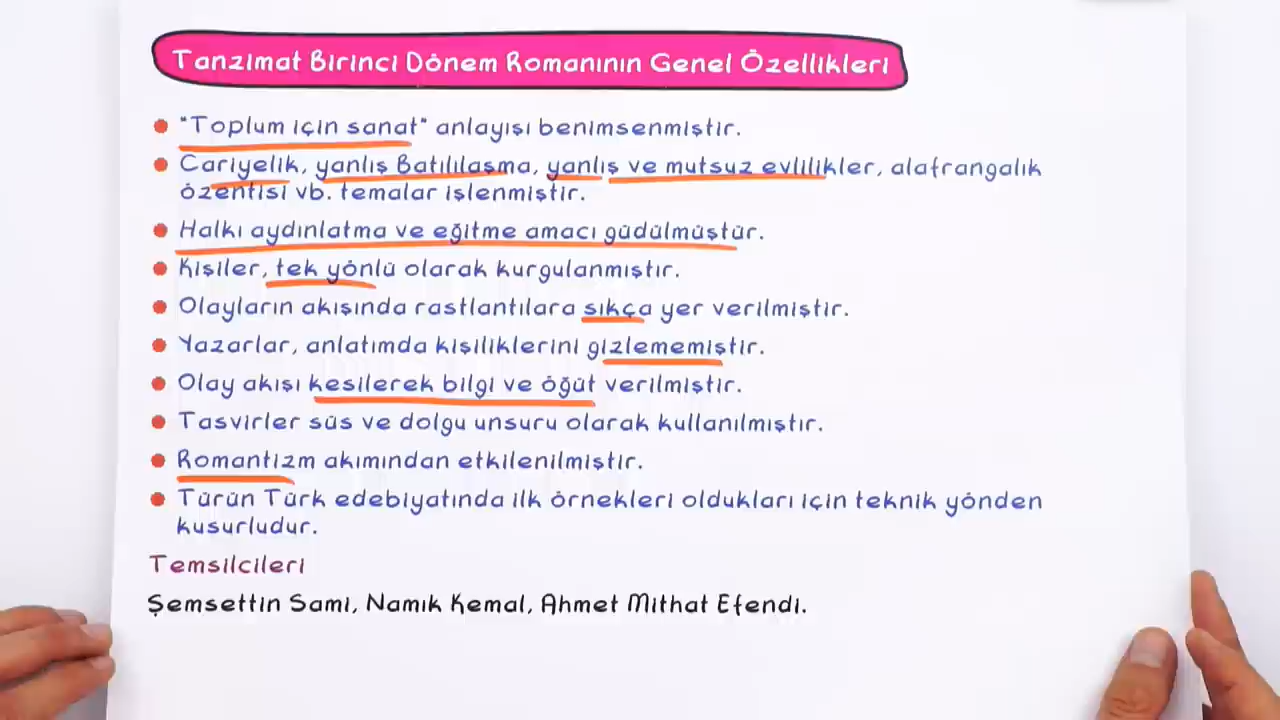 Tanzimat Birinci Dönem Romanının Genel Özellikleri
"Toplum için sanat" anlayışı benimsenmiştir.
Cariyelik, yanlış Batılılaşma, yanlış ve mutsuz evlilikler, alafrangalık
özentisi vb. temalar işlenmiştir.
Halkı aydınlatma ve eğitme amacı güdülmüştür.
Kişiler, tek yönlü olarak kurgulanmıştır.
Olayların akışında rastlantılara sıkça yer verilmiştir.
Yazarlar, anlatımda kişiliklerini gizlememiştir.
Olay akışı kesilerek bilgi ve öğüt verilmiştir.
Tasvirler süs ve dolgu unsuru olarak kullanılmıştır.
Romantizm akımından etkilenilmiştir.
Türün Türk edebiyatında ilk örnekleri oldukları için teknik yönden
kusurludur.
Temsilcileri
Şemsettin Sami, Namık Kemal, Ahmet Mithat Efendi.